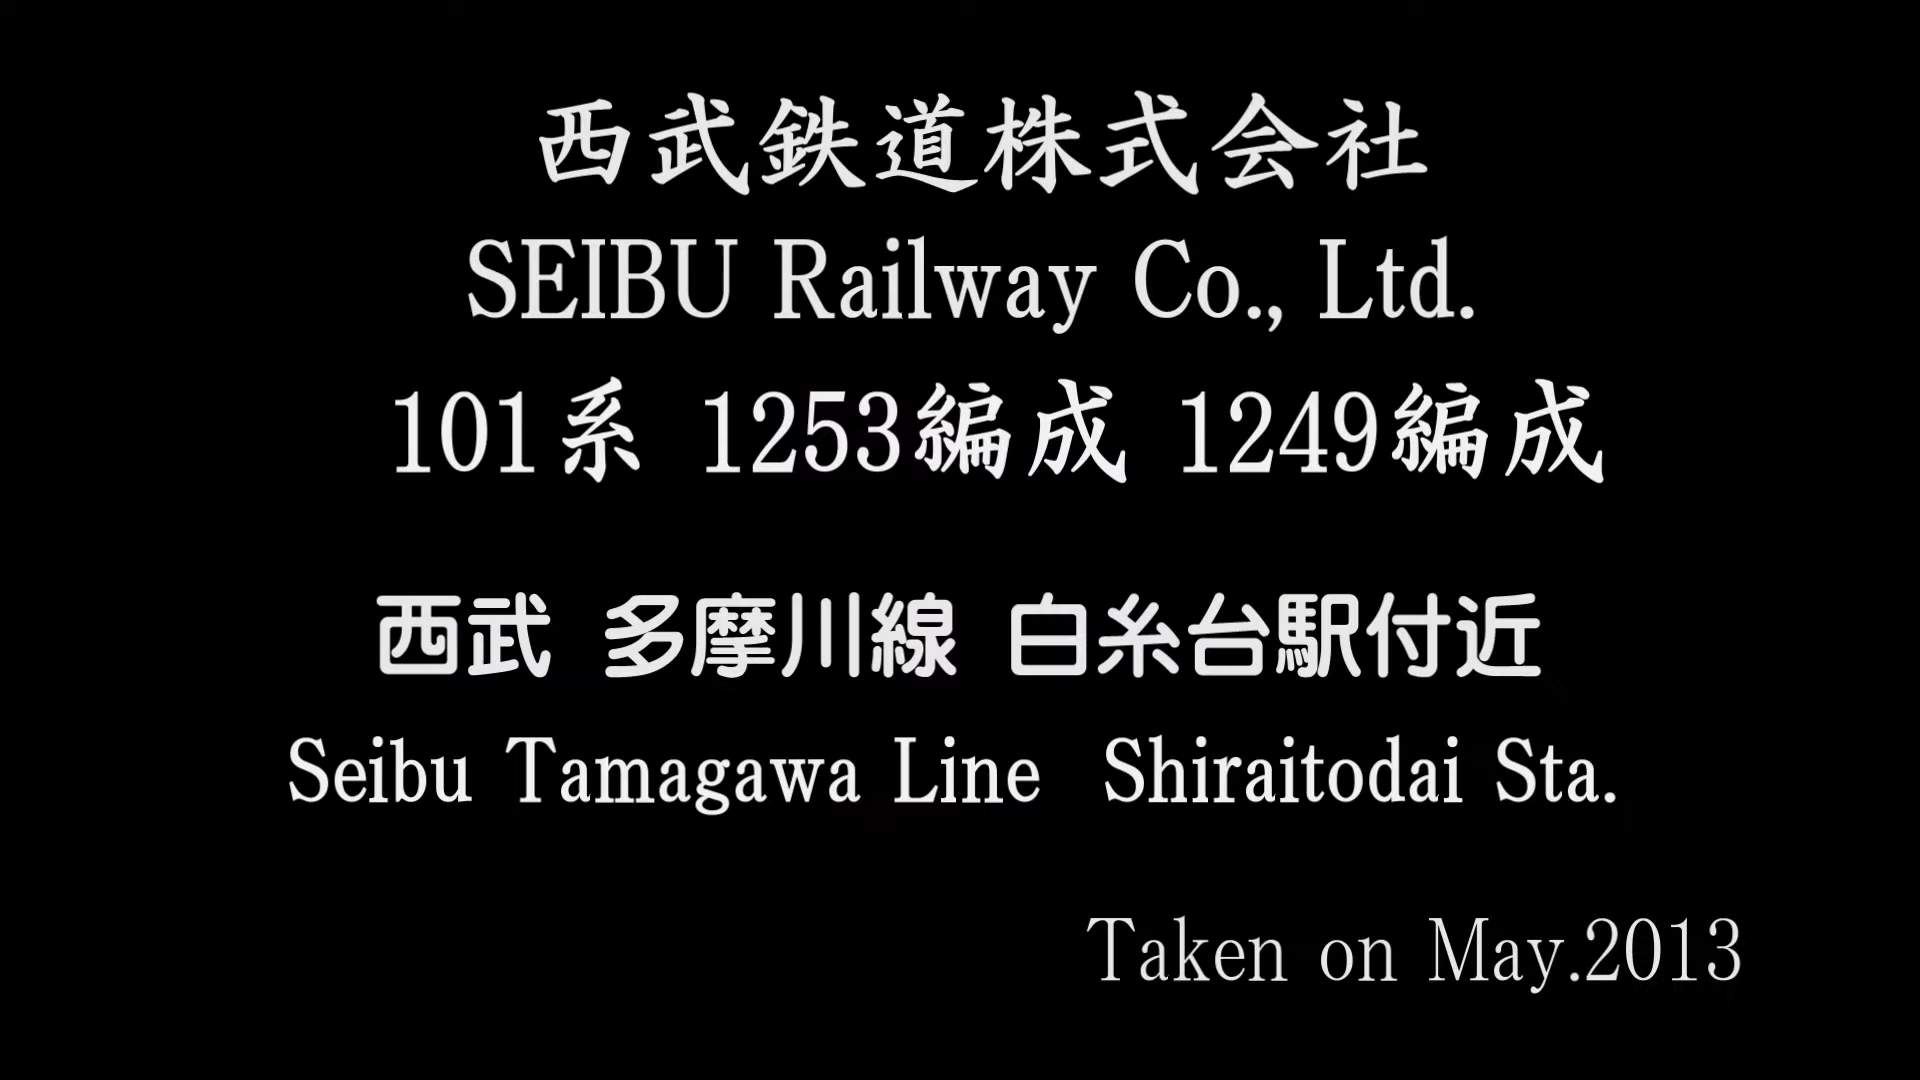 西武鉄道株式会社
SEIBU Railway Co., Ltd.
101系 1253編成 1249編成
西武 多摩川線 白糸台駅付近
Seibu Tamagawa Line Shiraitodai Sta.
Taken on May.2013